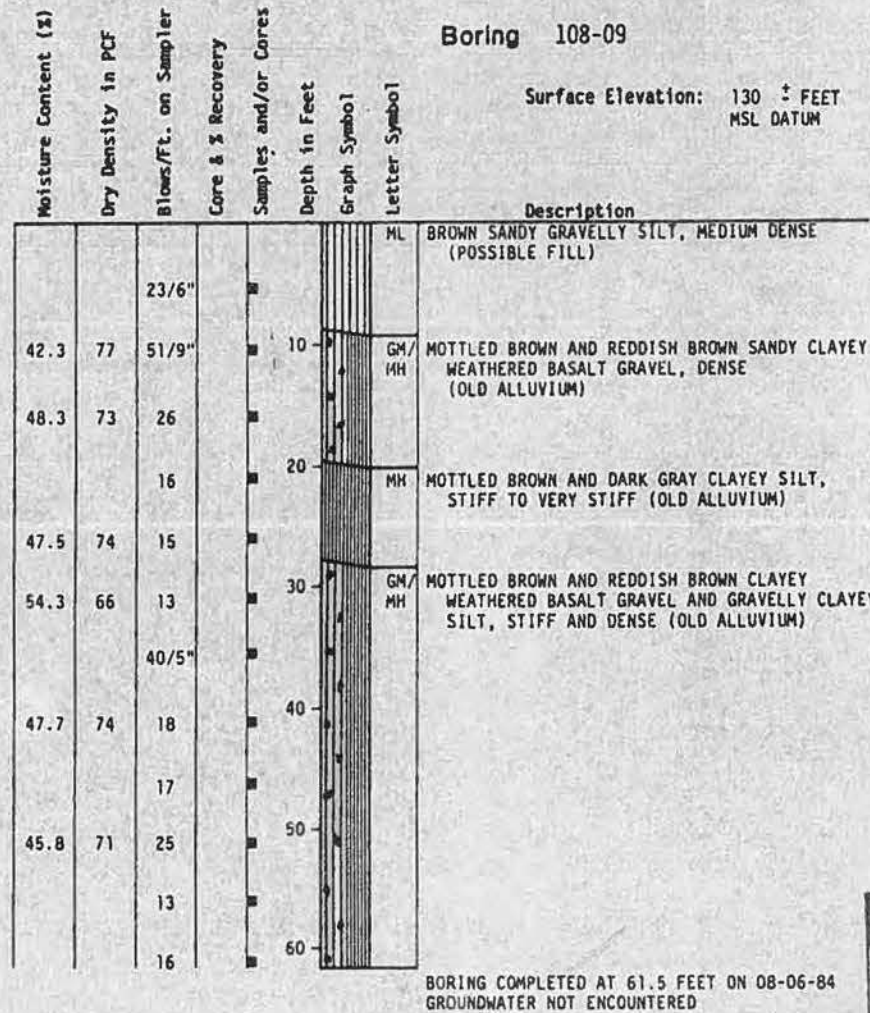 Boring 108-09
Surface Elevation: 130 ± FEET
MSL DATUM
Moisture Content (%)
Dry Density in PCF
Blows/Ft. on Sampler
Core & % Recovery
Samples and/or Cores
Depth in Feet
Graph Symbol
Letter Symbol
Description
ML BROWN SANDY GRAVELLY SILT, MEDIUM DENSE
(POSSIBLE FILL)
23/6"
42.3 77 51/9" 10 GM/ MOTTLED BROWN AND REDDISH BROWN SANDY CLAYEY
MH WEATHERED BASALT GRAVEL, DENSE
(OLD ALLUVIUM)
48.3 73 26
16 20 MH MOTTLED BROWN AND DARK GRAY CLAYEY SILT,
STIFF TO VERY STIFF (OLD ALLUVIUM)
47.5 74 15
30 GM/ MOTTLED BROWN AND REDDISH BROWN CLAYEY
54.3 66 13 MH WEATHERED BASALT GRAVEL AND GRAVELLY CLAYEY
SILT, STIFF AND DENSE (OLD ALLUVIUM)
40/5"
47.7 74 18 40
17
45.8 71 25 50
13
16 60
BORING COMPLETED AT 61.5 FEET ON 08-06-84
GROUNDWATER NOT ENCOUNTERED